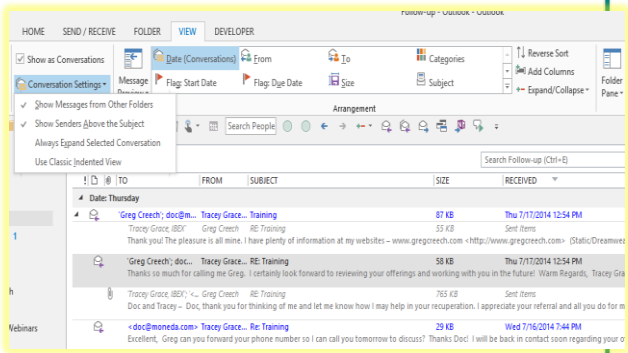 Follow-up - Outlook - Outlook
HOME SEND / RECEIVE FOLDER VIEW DEVELOPER
Show as Conversations Date (Conversations) From To Categories Reverse Sort
Conversation Settings Message Flag: Start Date Flag: Due Date Size Subject Add Columns Folder
Expand/Collapse Pane
Show Messages from Other Folders Arrangement
Show Senders Above the Subject Search People
Always Expand Selected Conversation
Use Classic Indented View Search Follow-up (Ctrl+E)
! TO FROM SUBJECT SIZE RECEIVED
Date: Thursday
'Greg Creech'; doc@m... Tracey Grace... Training 87 KB Thu 7/17/2014 12:54 PM
1 'Tracey Grace, IBEX' Greg Creech RE: Training 55 KB Sent Items
Thank you! The pleasure is all mine. I have plenty of information at my websites – www.gregcreech.com <http://www.gregcreech.com> (Static/Dreamwea
'Greg Creech'; doc... Tracey Grace... RE: Training 58 KB Thu 7/17/2014 12:54 PM
Thanks so much for calling me Greg. I certainly look forward to reviewing your offerings and working with you in the future! Warm Regards, Tracey Gra
h 'Tracey Grace, IBEX'; '<... Greg Creech RE: Training 765 KB Sent Items
Doc and Tracey – Doc, thank you for thinking of me and let me know how I may help in your recuperation. I appreciate your referral and all you do for m
Webinars <doc@moneda.com> Tracey Grace... Re: Training 29 KB Wed 7/16/2014 7:44 PM
Excellent, Greg can you forward your phone number so I can call you tomorrow to discuss? Thanks Doc! I will be back in contact soon regarding your o